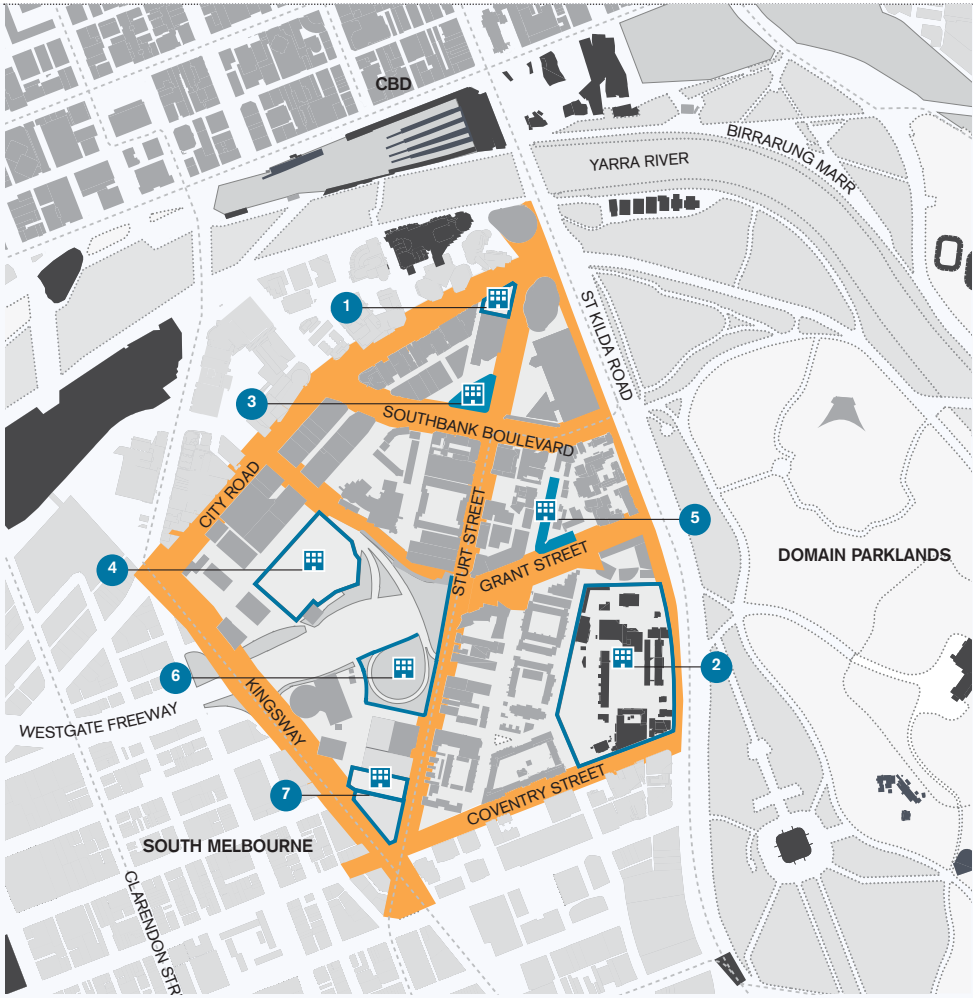 CBD
YARRA RIVER
BIRRARUNG MARR
1
ST KILDA ROAD
3
SOUTHBANK BOULEVARD
CITY ROAD
STURT STREET
5
GRANT STREET
DOMAIN PARKLANDS
4
2
6
KINGSWAY
WESTGATE FREEWAY
7
COVENTRY STREET
SOUTH MELBOURNE
CLARENDON STR